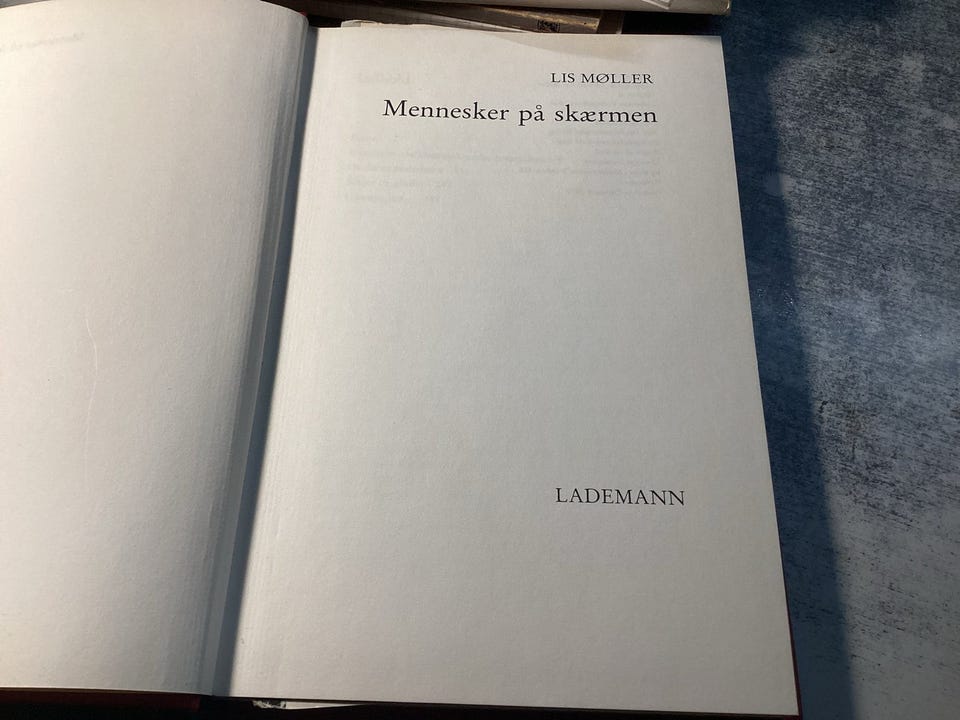 LIS MØLLER
Mennesker på skærmen
LADEMANN